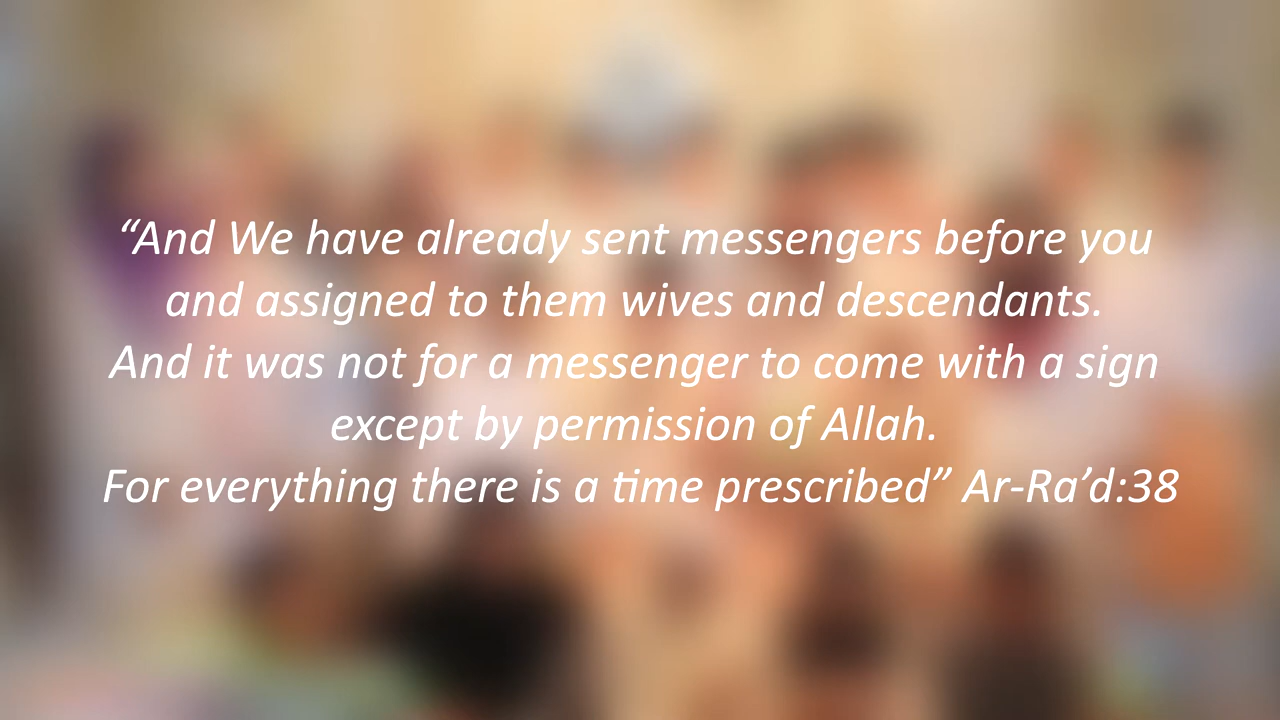 “And We have already sent messengers before you
and assigned to them wives and descendants.
And it was not for a messenger to come with a sign
except by permission of Allah.
For everything there is a time prescribed” Ar-Ra’d:38